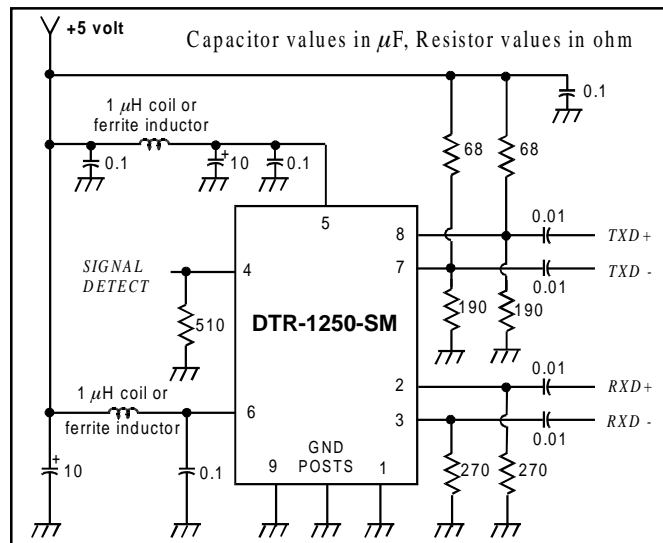 +5 volt
Capacitor values in μF, Resistor values in ohm
0.1
1 μH coil or
ferrite inductor
68
68
0.1
+
10
0.1
5
0.01
8
TXD+
SIGNAL
DETECT
4
7
TXD -
0.01
510
DTR-1250-SM
190
190
0.01
1 μH coil or
ferrite inductor
2
RXD+
6
3
RXD -
0.01
+
10
0.1
GND
POSTS
9
1
270
270